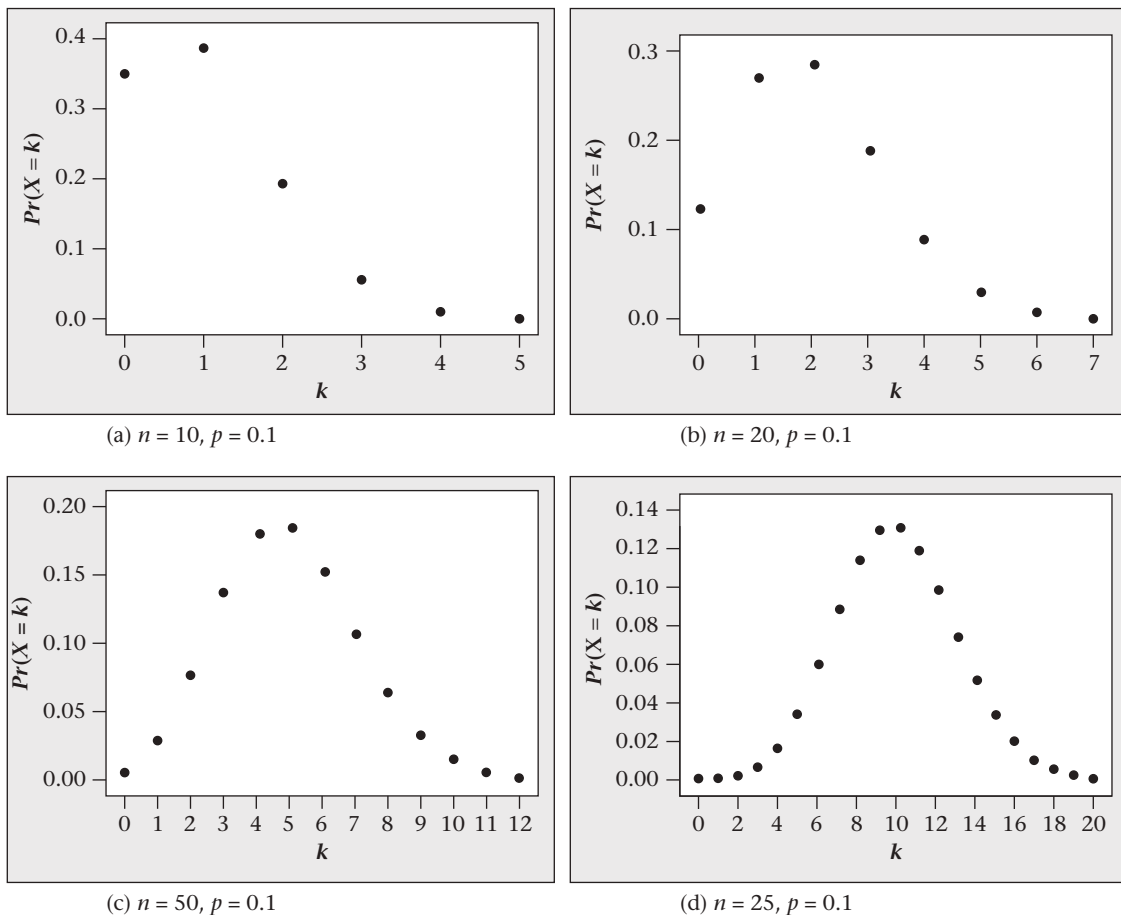 0.4
0.3
0.2
0.1
0.0
Pr(X = k)
0 1 2 3 4 5
k
(a) n = 10, p = 0.1
0.3
0.2
0.1
0.0
Pr(X = k)
0 1 2 3 4 5 6 7
k
(b) n = 20, p = 0.1
0.20
0.15
0.10
0.05
0.00
Pr(X = k)
0 1 2 3 4 5 6 7 8 9 10 11 12
k
(c) n = 50, p = 0.1
0.14
0.12
0.10
0.08
0.06
0.04
0.02
0.00
Pr(X = k)
0 2 4 6 8 10 12 14 16 18 20
k
(d) n = 25, p = 0.1